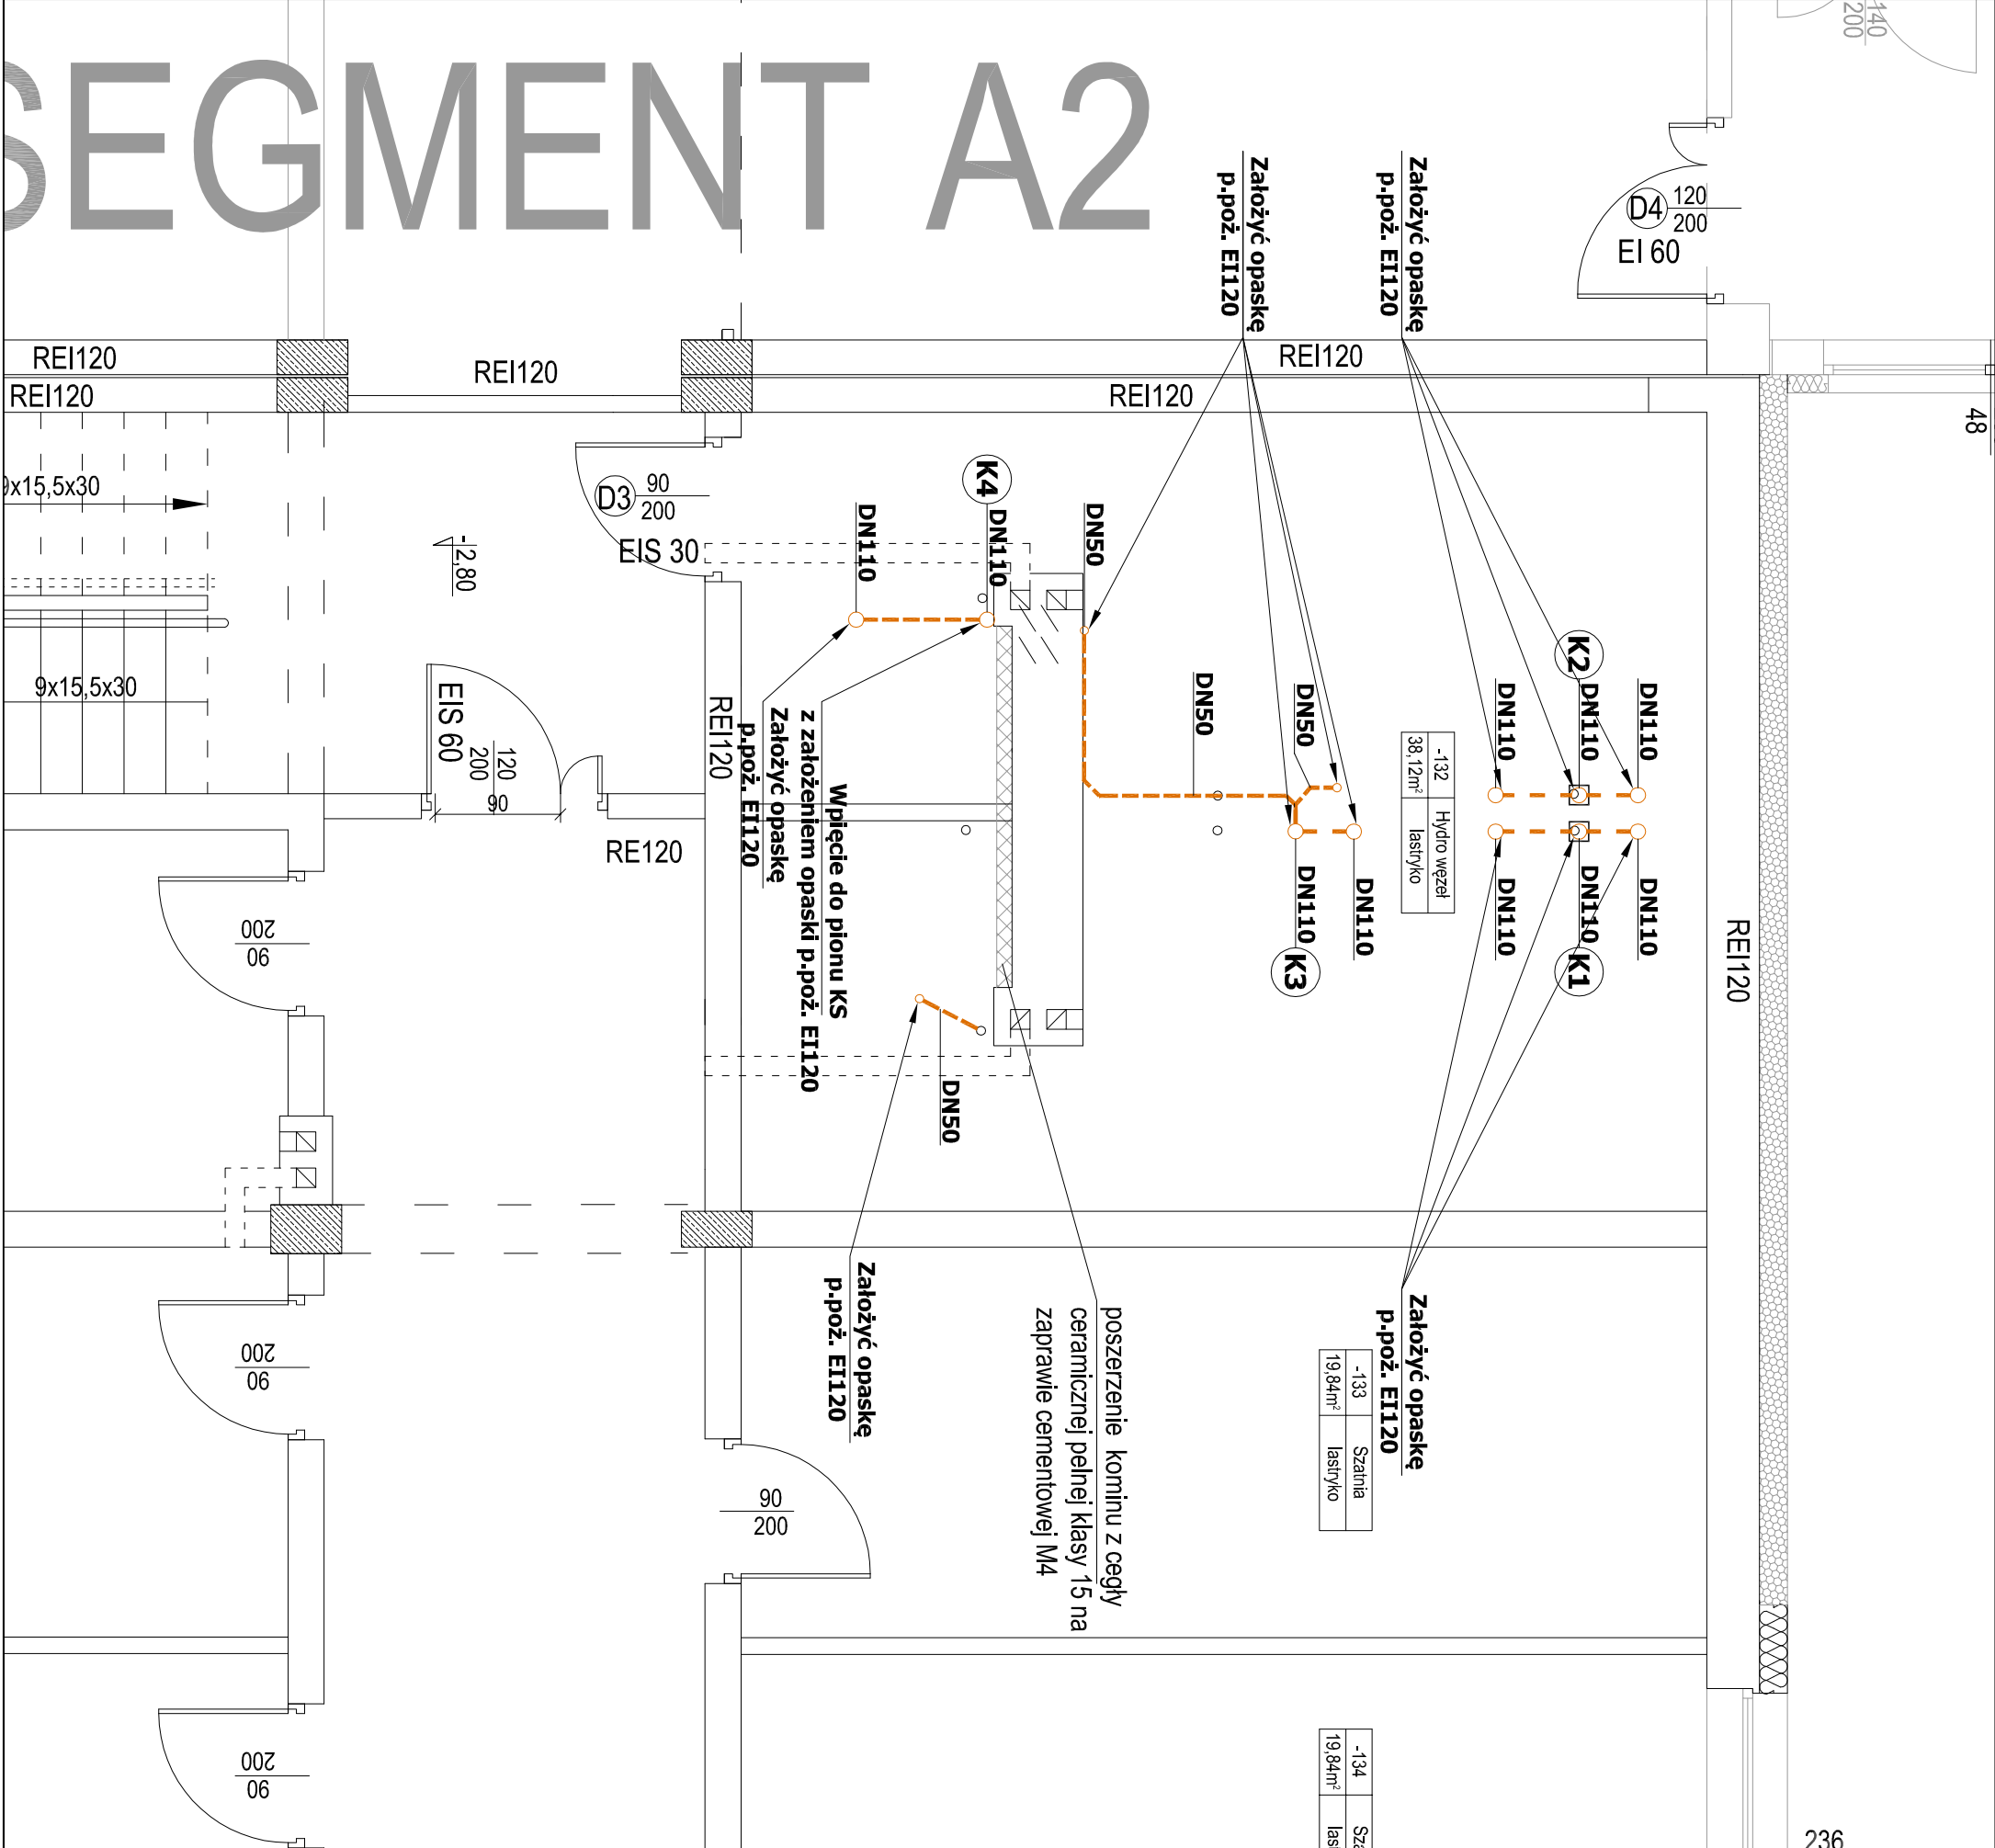 SEGMENT A2
140
200
D4
120
200
EI 60
48
Założyć opaskę
p.poż. EI120
Założyć opaskę
p.poż. EI120
REI120
REI120
REI120
REI120
REI120
9x15,5x30
9x15,5x30
-2,80
D3
90
200
EIS 30
EIS 60
120
200
90
REI120
RE120
K4
DN110
DN110
DN50
DN50
DN50
K2
DN110
DN110
DN110
K1
DN110
DN110
DN110
K3
DN110
DN110
-132
Hydro węzeł
38,12m²
lastryko
REI120
Wpięcie do pionu KS
z założeniem opaski p.poż. EI120
Założyć opaskę
p.poż. EI120
DN50
Założyć opaskę
p.poż. EI120
poszerzenie kominu z cegły
ceramicznej pełnej klasy 15 na
zaprawie cementowej M4
Założyć opaskę
p.poż. EI120
-133
Szatnia
19,84m²
lastryko
-134
19,84m²
90
200
90
200
90
200
90
200
236